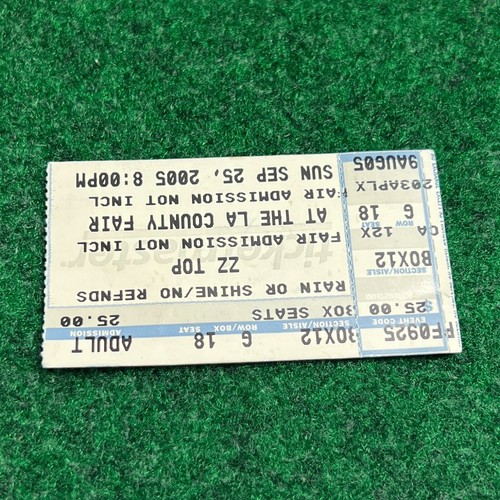 EVENT CODE
FF0925
$ 25.00
SECTION/AISLE
BOX12
CA 12X
ROW SEAT
6 18
203APLX
9AUG05
SECTION/AISLE ROW/BOX SEAT ADMISSION
BOX12 6 18 ADULT
BOX SEATS 25.00
RAIN OR SHINE/NO REFNDS
ZZ TOP
ticketmaster
FAIR ADMISSION NOT INCL
AT THE LA COUNTY FAIR
FAIR ADMISSION NOT INCL
SUN SEP 25, 2005 8:00PM